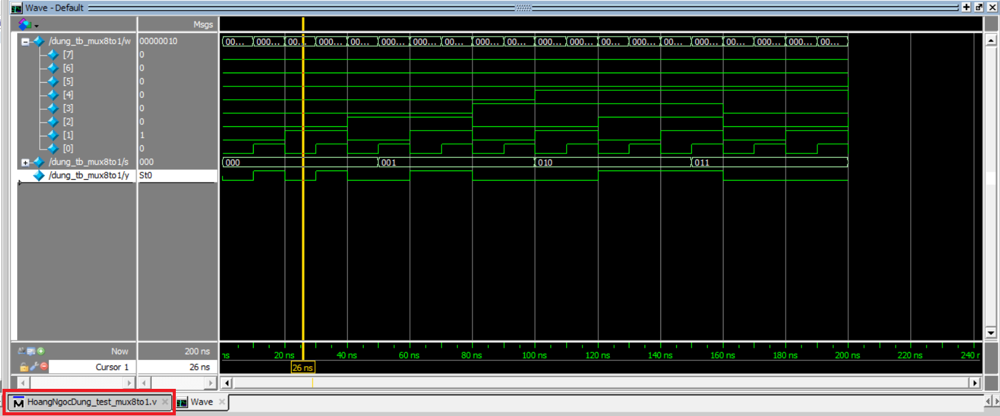 Wave - Default
Msgs
/dung_tb_mux8to1/w 00000010 00... 000... 00... 000... 00... 000... 000... 00... 000... 00... 000... 000... 00... 000... 00... 000... 00... 000... 000... 00...
[7] 0
[6] 0
[5] 0
[4] 0
[3] 0
[2] 0
[1] 1
[0] 0
/dung_tb_mux8to1/s 000 000 001 010 011
/dung_tb_mux8to1/y St0
Now 200 ns ns 20 ns 40 ns 60 ns 80 ns 100 ns 120 ns 140 ns 160 ns 180 ns 200 ns 220 ns 240 n
Cursor 1 26 ns 26 ns
HoangNgocDung_test_mux8to1.v Wave